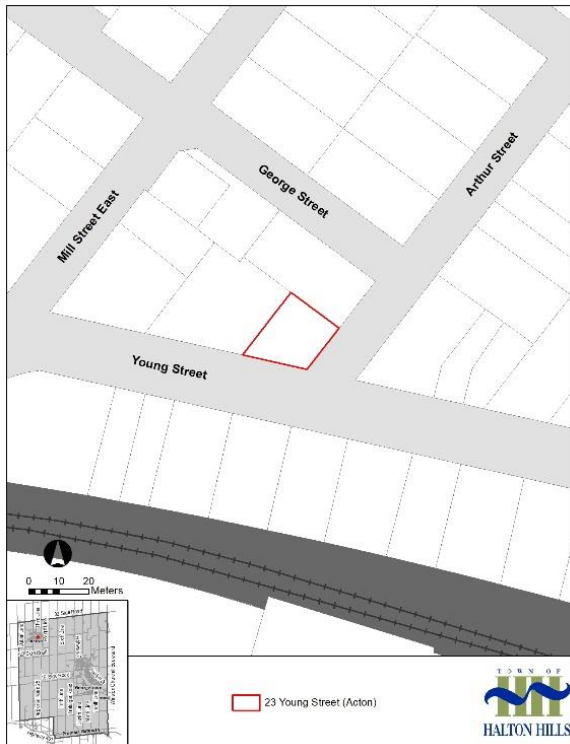 George Street
Arthur Street
Mill Street East
Young Street
0 10 20
Meters
23 Young Street (Acton)
TOWN OF
HALTON HILLS